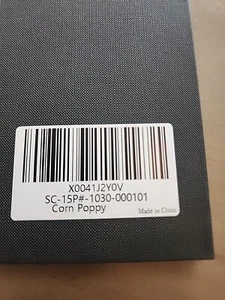 X0041J2Y0V
SC-15P#-1030-000101
Corn Poppy
Made in China